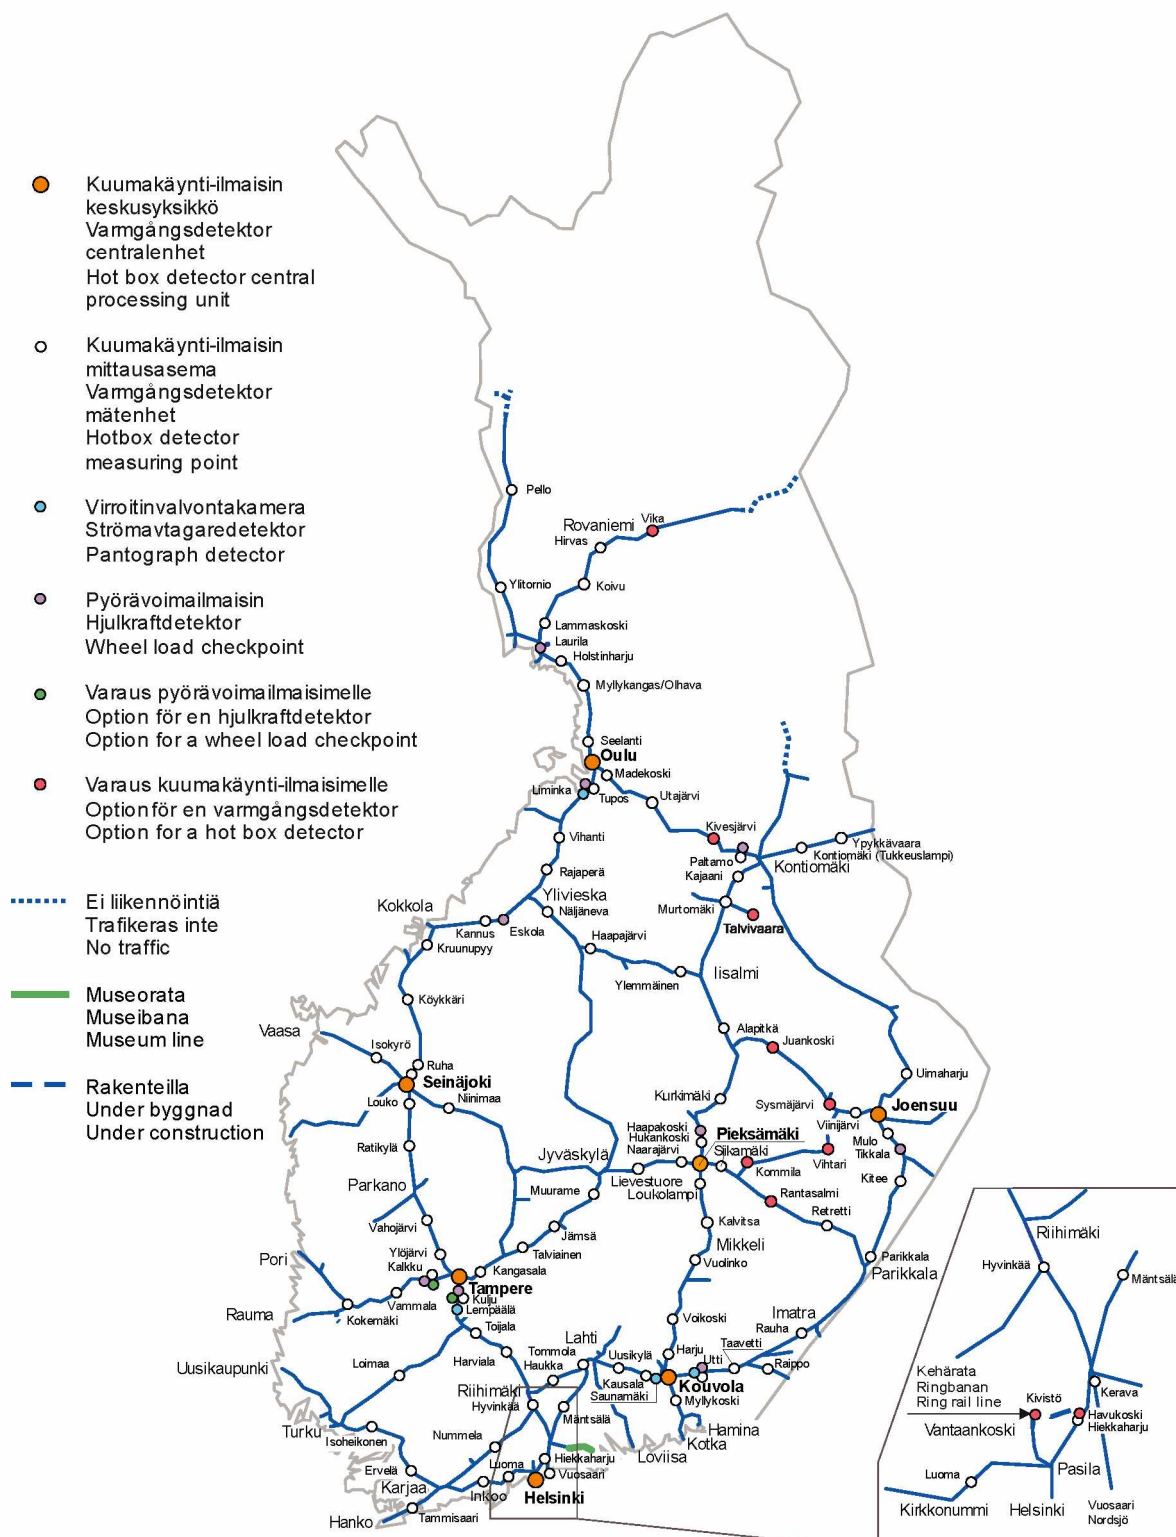 Kuumakäynti-ilmaisin
keskusyksikkö
Varmgångsdetektor
centralenhet
Hot box detector central
processing unit
Kuumakäynti-ilmaisin
mittausasema
Varmgångsdetektor
mätenhet
Hotbox detector
measuring point
Virroitinvalvontakamera
Strömavtagaredetektor
Pantograph detector
Pyörävoimailmaisin
Hjulkraftdetektor
Wheel load checkpoint
Varaus pyörävoimailmaisimelle
Option för en hjulkraftdetektor
Option for a wheel load checkpoint
Varaus kuumakäynti-ilmaisimelle
Option för en varmgångsdetektor
Option for a hot box detector
Ei liikennöintiä
Trafikeras inte
No traffic
Museorata
Museibana
Museum line
Rakenteilla
Under byggnad
Under construction
Pello
Rovaniemi
Vika
Hirvas
Ylitornio
Koivu
Lammaskoski
Laurila
Holstinharju
Myllykangas/Olhava
Seelanti
Oulu
Madekoski
Liminka
Tupos
Utajärvi
Vihanti
Kivesjärvi
Ypykkävaara
Paltamo
Kontiomäki (Tukkeuslampi)
Kontiomäki
Kajaani
Rajaperä
Ylivieska
Kokkola
Näljäneva
Murtomäki
Talvivaara
Kannus
Eskola
Kruunupyy
Haapajärvi
Iisalmi
Ylemmäinen
Köykkäri
Vaasa
Alapitkä
Juankoski
Isokyrö
Ruha
Uimaharju
Seinäjoki
Niinimaa
Louko
Kurkimäki
Sysmäjärvi
Joensuu
Viinijärvi
Haapakoski
Hukankoski
Naarajärvi
Pieksämäki
Siikamäki
Mulo
Tikkala
Ratikylä
Jyväskylä
Kommila
Vihtari
Kitee
Parkano
Muurame
Lievestuore
Loukolampi
Rantasalmi
Retretti
Vahojärvi
Kalvitsa
Jämsä
Mikkeli
Pori
Ylöjärvi
Kalkku
Talviainen
Vuolinko
Parikkala
Parikkala
Kangasala
Tampere
Kulju
Lempäälä
Rauma
Vammala
Kokemäki
Toijala
Voikoski
Imatra
Rauha
Lahti
Taavetti
Harviala
Tommola
Haukka
Uusikylä
Harju
Utti
Uusikaupunki
Loimaa
Raippo
Kausala
Saunamäki
Kouvola
Riihimäki
Hyvinkää
Myllykoski
Mäntsälä
Hamina
Turku
Isoheikonen
Nummela
Kotka
Hiekkaharju
Loviisa
Ervelä
Luoma
Vuosaari
Karjaa
Inkoo
Helsinki
Hanko
Tammisaari
Riihimäki
Hyvinkää
Mäntsälä
Kehärata
Ringbanan
Ring rail line
Kerava
Kivistö
Havukoski
Hiekkaharju
Vantaankoski
Luoma
Pasila
Kirkkonummi
Helsinki
Vuosaari
Nordsjö